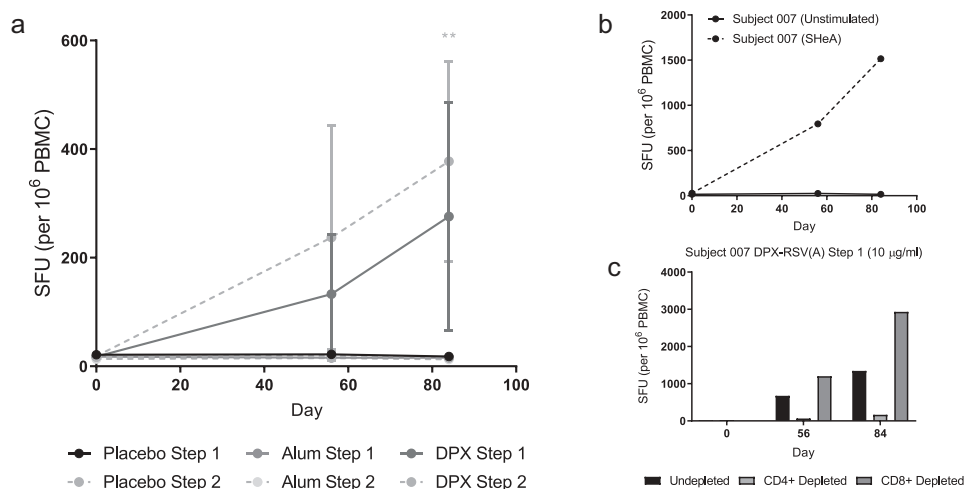 a
600
**
400
200
0
0 20 40 60 80 100
SFU (per 10⁶ PBMC)
Day
Placebo Step 1 Alum Step 1 DPX Step 1
Placebo Step 2 Alum Step 2 DPX Step 2
b
Subject 007 (Unstimulated)
Subject 007 (SHeA)
2000
1500
1000
500
0
0 20 40 60 80 100
SFU (per 10⁶ PBMC)
Day
c
Subject 007 DPX-RSV(A) Step 1 (10 µg/ml)
4000
3000
2000
1000
0
0 56 84
SFU (per 10⁶ PBMC)
Day
Undepleted CD4+ Depleted CD8+ Depleted